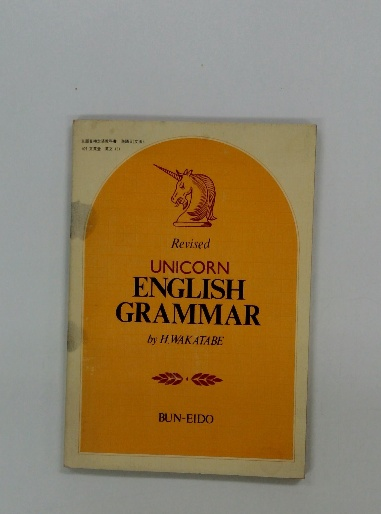 Revised
UNICORN
ENGLISH
GRAMMAR
by H.WAKATABE
BUN-EIDO